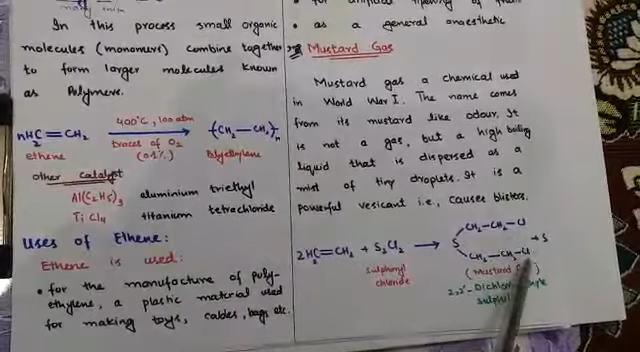 In this process small organic
molecules (monomers) combine together
to form larger molecules known
as Polymers.
nH2C=CH2 400°C, 100 atm traces of O2 (0.1%) {CH2-CH2}n
ethene Polyethylene
other catalyst
Al(C2H5)3 aluminium triethyl
TiCl4 titanium tetrachloride
Uses of Ethene:
Ethene is used:
• for the manufacture of poly-
ethylene, a plastic material used
for making toys, cables, bags etc.
• as a general anaesthetic
Mustard Gas
Mustard gas a chemical used
in World War I. The name comes
from its mustard like odour. It
is not a gas, but a high boiling
liquid that is dispersed as a
mist of tiny droplets. It is a
powerful vesicant i.e., causes blisters.
CH2-CH2-Cl
2H2C=CH2 + S2Cl2 → S + S
CH2-CH2-Cl
sulphonyl (Mustard
chloride 2,2'-Dichloro
sulph